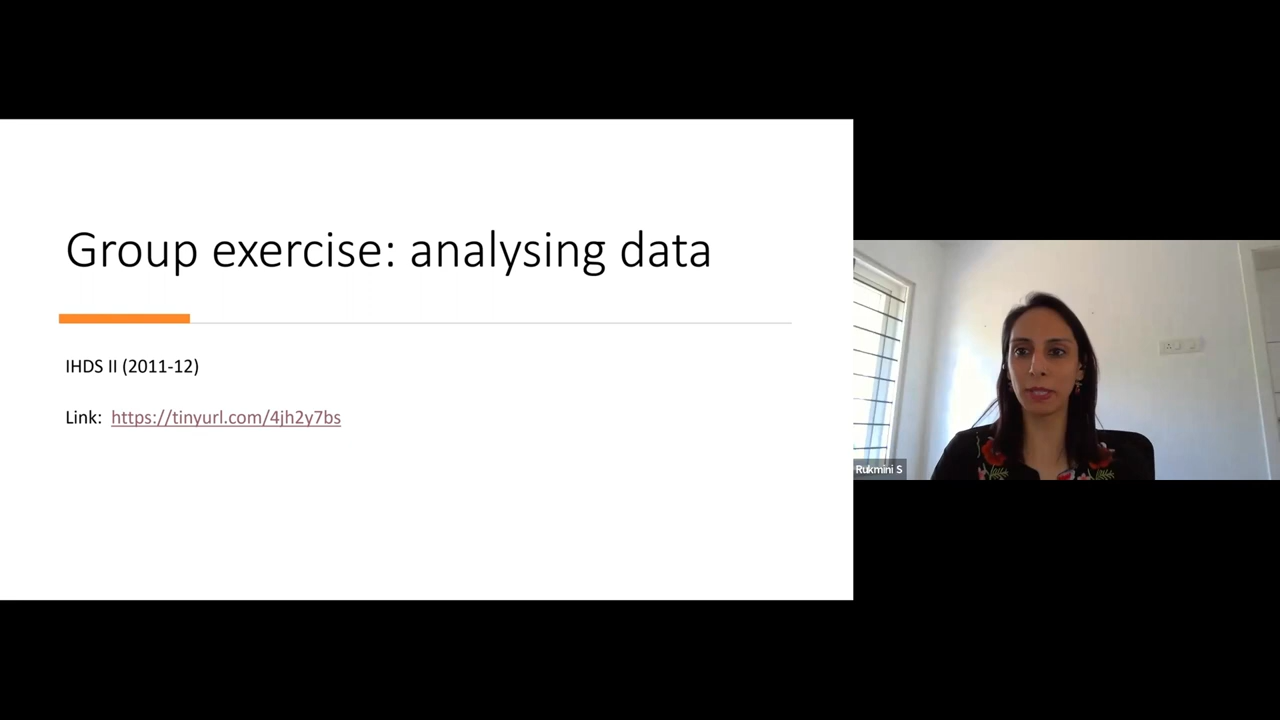 Group exercise: analysing data
IHDS II (2011-12)
Link: https://tinyurl.com/4jh2y7bs
Rukmini S